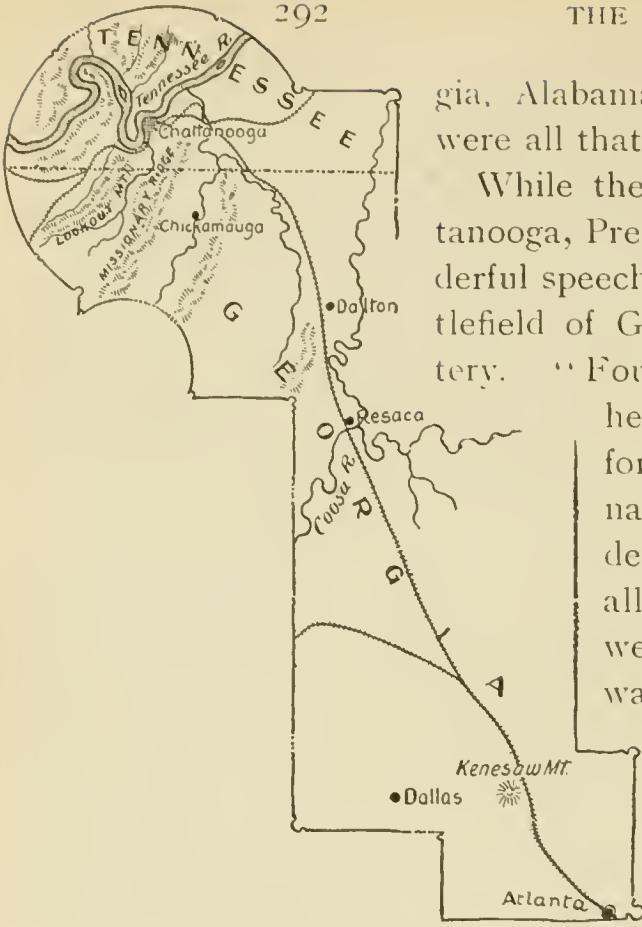 292
THE
TENNESSEE
Tennessee R.
Chattanooga
LOOKOUT MTN
MISSIONARY RIDGE
Chickamauga
Dalton
GEORGIA
Resaca
Coosa R.
Kenesaw Mt.
Dallas
Atlanta
gia, Alabama
were all that
While the
tanooga, Pre
derful speech
tlefield of G
tery. "Fou
he
for
na
de
all
we
wa